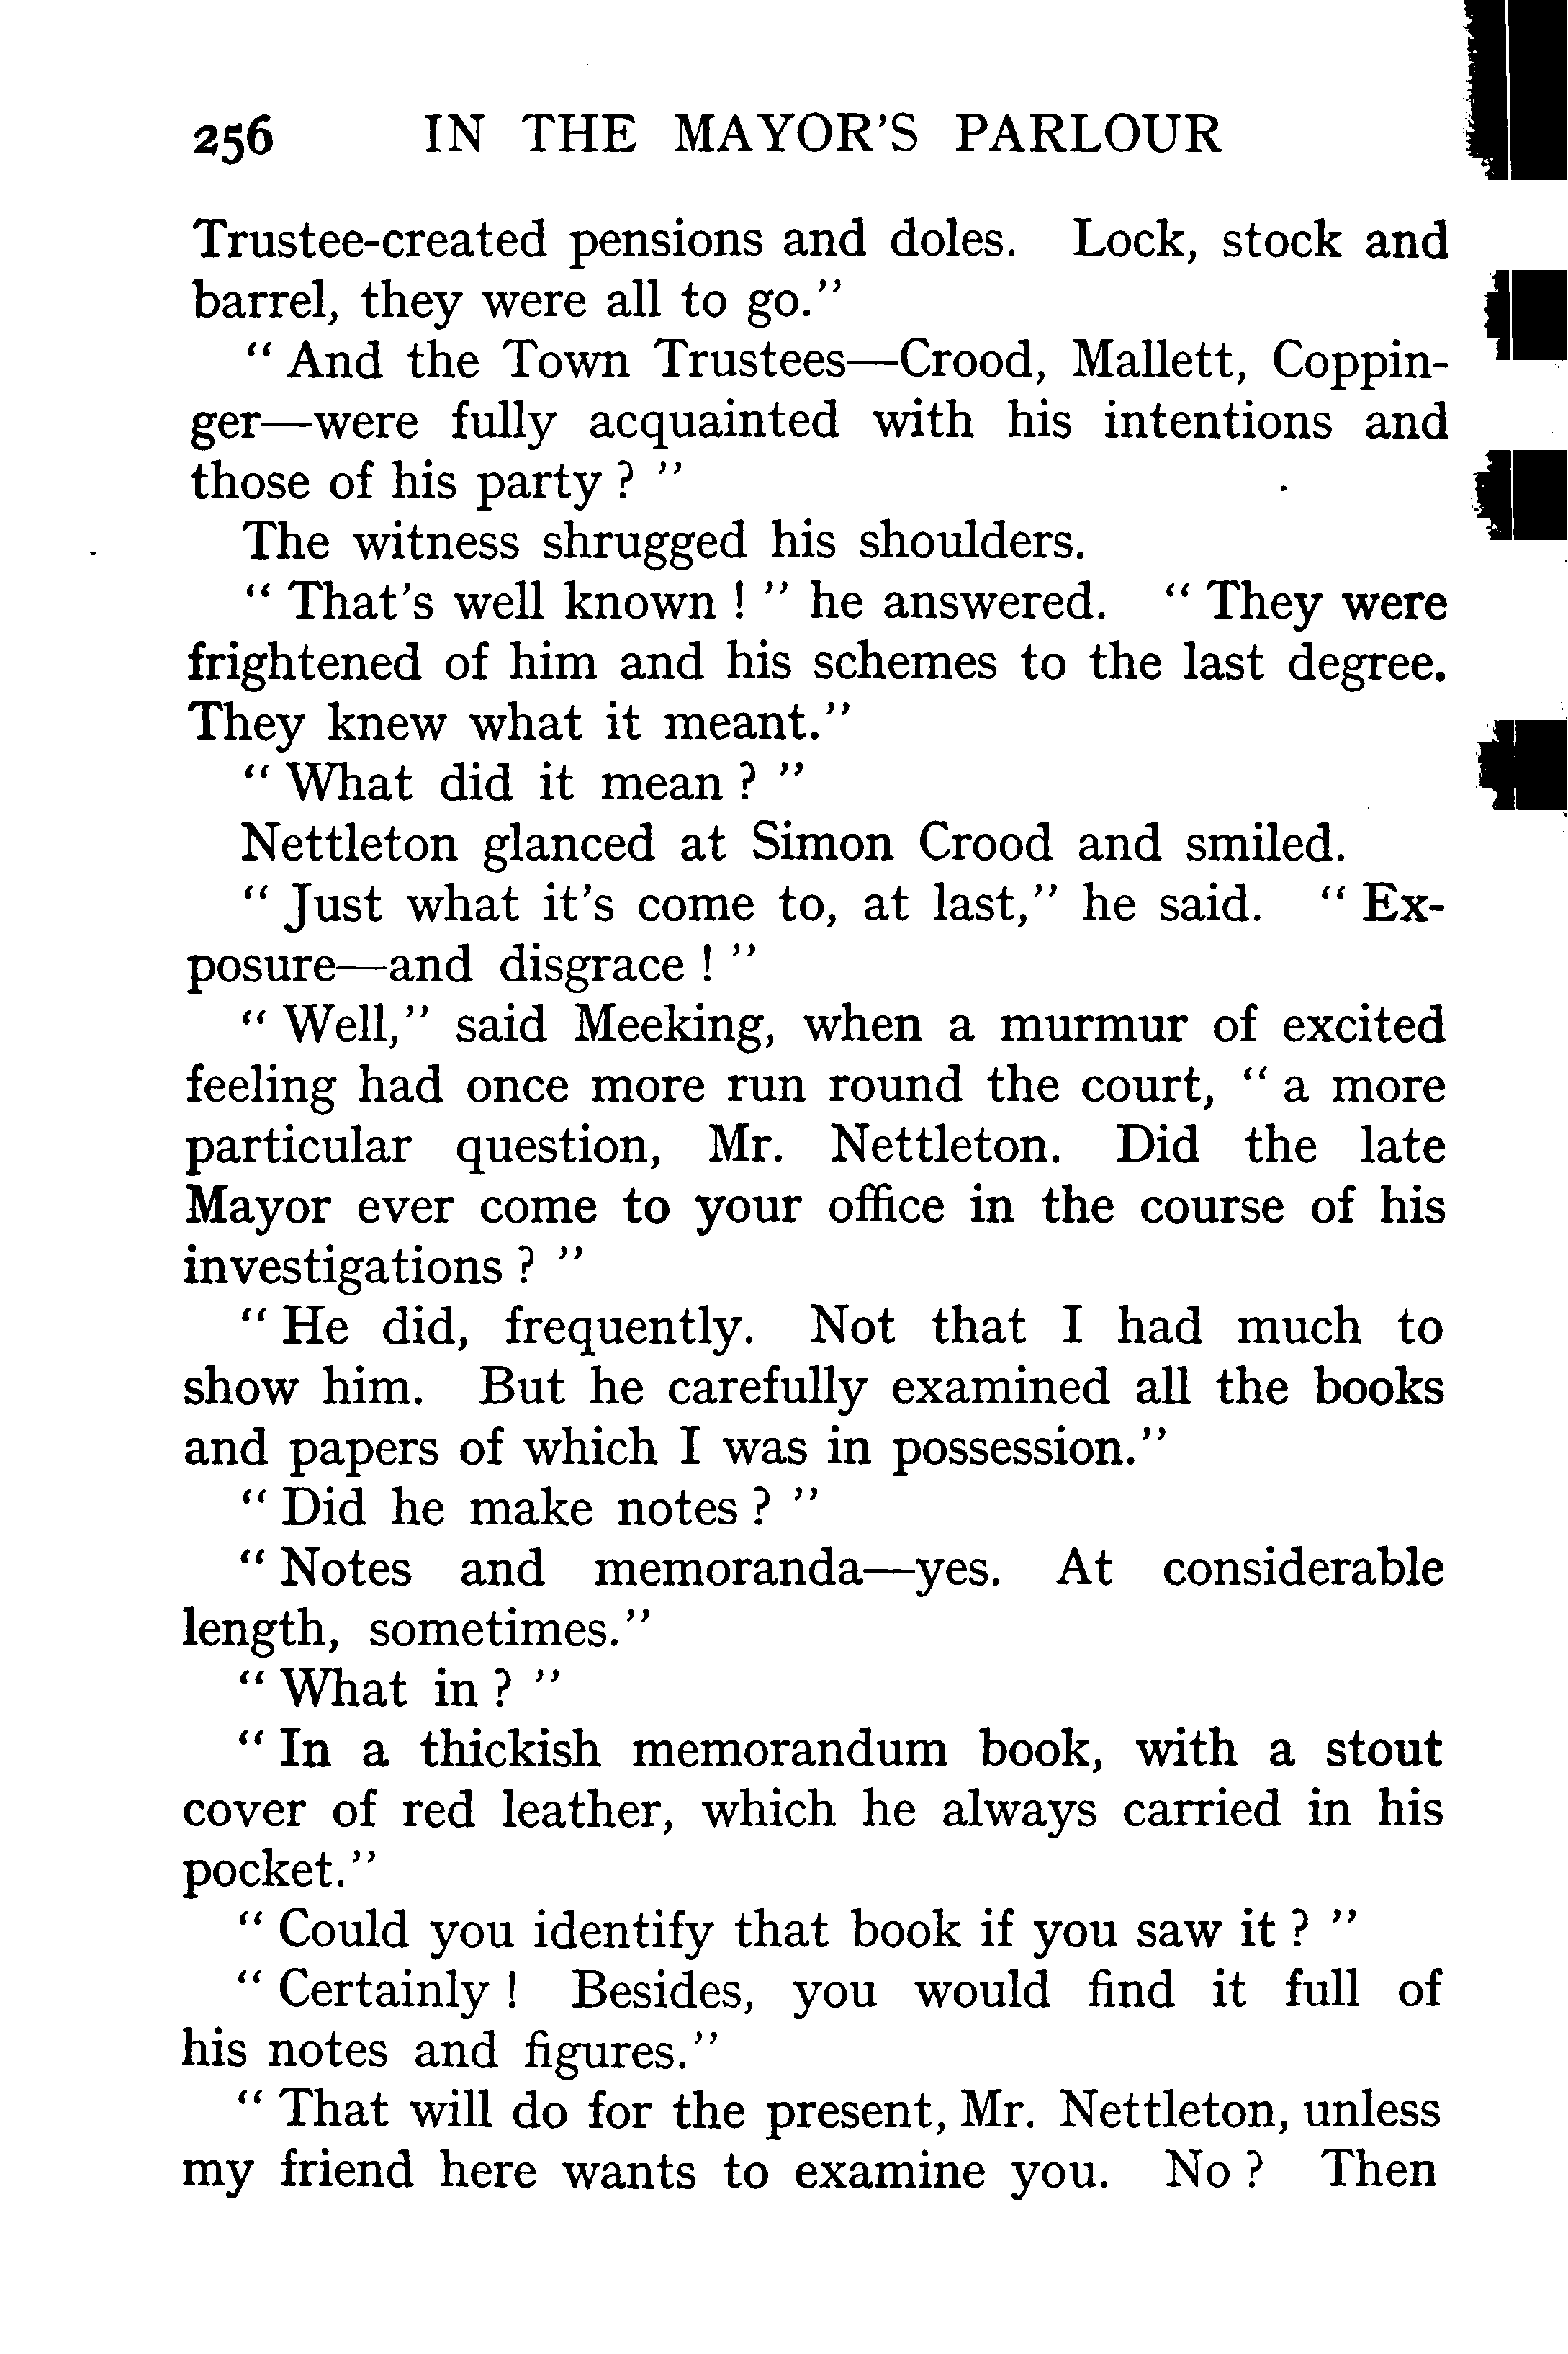 256 IN THE MAYOR'S PARLOUR
Trustee-created pensions and doles. Lock, stock and
barrel, they were all to go."
" And the Town Trustees—Crood, Mallett, Coppin-
ger—were fully acquainted with his intentions and
those of his party ? "
The witness shrugged his shoulders.
" That's well known ! " he answered. " They were
frightened of him and his schemes to the last degree.
They knew what it meant."
" What did it mean ? "
Nettleton glanced at Simon Crood and smiled.
" Just what it's come to, at last," he said. " Ex-
posure—and disgrace ! "
" Well," said Meeking, when a murmur of excited
feeling had once more run round the court, " a more
particular question, Mr. Nettleton. Did the late
Mayor ever come to your office in the course of his
investigations ? "
" He did, frequently. Not that I had much to
show him. But he carefully examined all the books
and papers of which I was in possession."
" Did he make notes ? "
" Notes and memoranda—yes. At considerable
length, sometimes."
" What in ? "
" In a thickish memorandum book, with a stout
cover of red leather, which he always carried in his
pocket."
" Could you identify that book if you saw it ? "
" Certainly ! Besides, you would find it full of
his notes and figures."
" That will do for the present, Mr. Nettleton, unless
my friend here wants to examine you. No ? Then